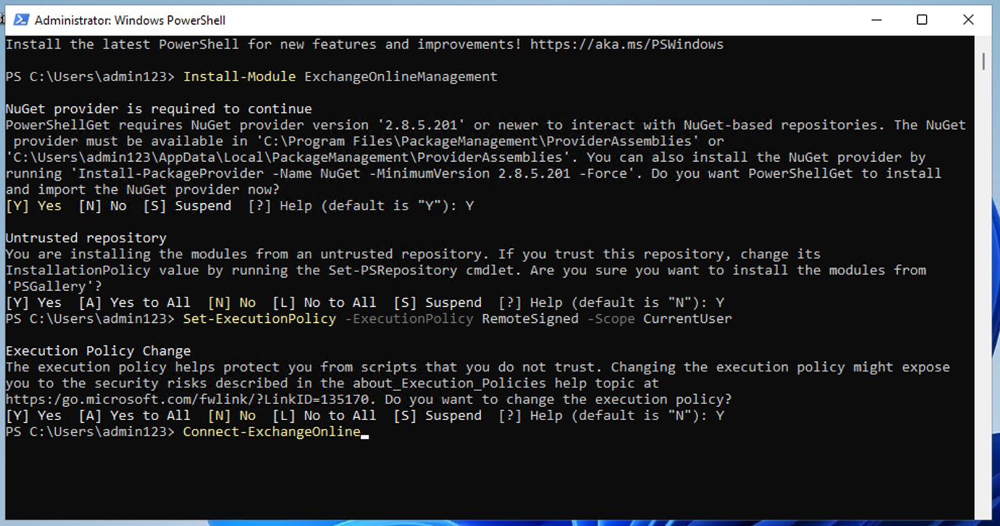 Administrator: Windows PowerShell
Install the latest PowerShell for new features and improvements! https://aka.ms/PSWindows
PS C:\Users\admin123> Install-Module ExchangeOnlineManagement
NuGet provider is required to continue
PowerShellGet requires NuGet provider version '2.8.5.201' or newer to interact with NuGet-based repositories. The NuGet
provider must be available in 'C:\Program Files\PackageManagement\ProviderAssemblies' or
'C:\Users\admin123\AppData\Local\PackageManagement\ProviderAssemblies'. You can also install the NuGet provider by
running 'Install-PackageProvider -Name NuGet -MinimumVersion 2.8.5.201 -Force'. Do you want PowerShellGet to install
and import the NuGet provider now?
[Y] Yes  [N] No  [S] Suspend  [?] Help (default is "Y"): Y
Untrusted repository
You are installing the modules from an untrusted repository. If you trust this repository, change its
InstallationPolicy value by running the Set-PSRepository cmdlet. Are you sure you want to install the modules from
'PSGallery'?
[Y] Yes  [A] Yes to All  [N] No  [L] No to All  [S] Suspend  [?] Help (default is "N"): Y
PS C:\Users\admin123> Set-ExecutionPolicy -ExecutionPolicy RemoteSigned -Scope CurrentUser
Execution Policy Change
The execution policy helps protect you from scripts that you do not trust. Changing the execution policy might expose
you to the security risks described in the about_Execution_Policies help topic at
https:/go.microsoft.com/fwlink/?LinkID=135170. Do you want to change the execution policy?
[Y] Yes  [A] Yes to All  [N] No  [L] No to All  [S] Suspend  [?] Help (default is "N"): Y
PS C:\Users\admin123> Connect-ExchangeOnline